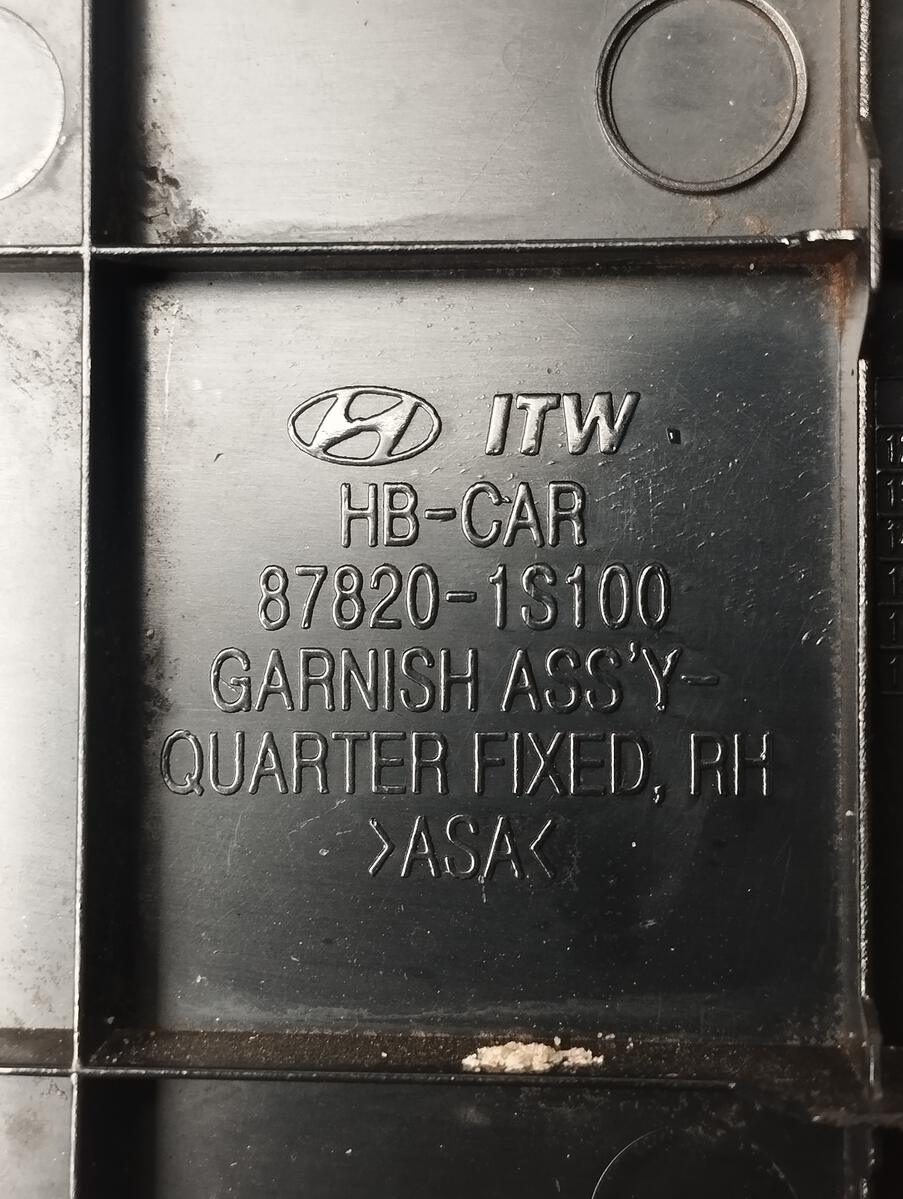 ITW
HB-CAR
87820-1S100
GARNISH ASS'Y-
QUARTER FIXED, RH
>ASA<